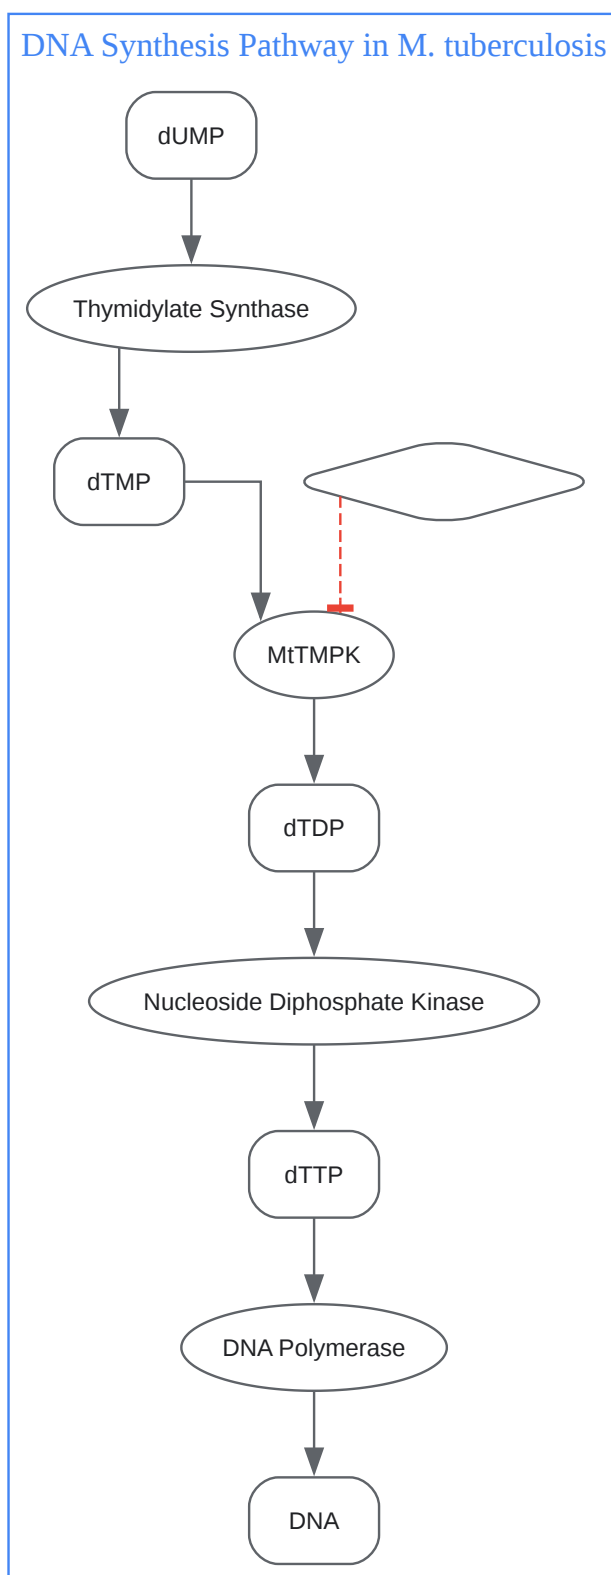 DNA Synthesis Pathway in M. tuberculosis
dUMP
Thymidylate Synthase
dTMP
MtTMPK
dTDP
Nucleoside Diphosphate Kinase
dTTP
DNA Polymerase
DNA